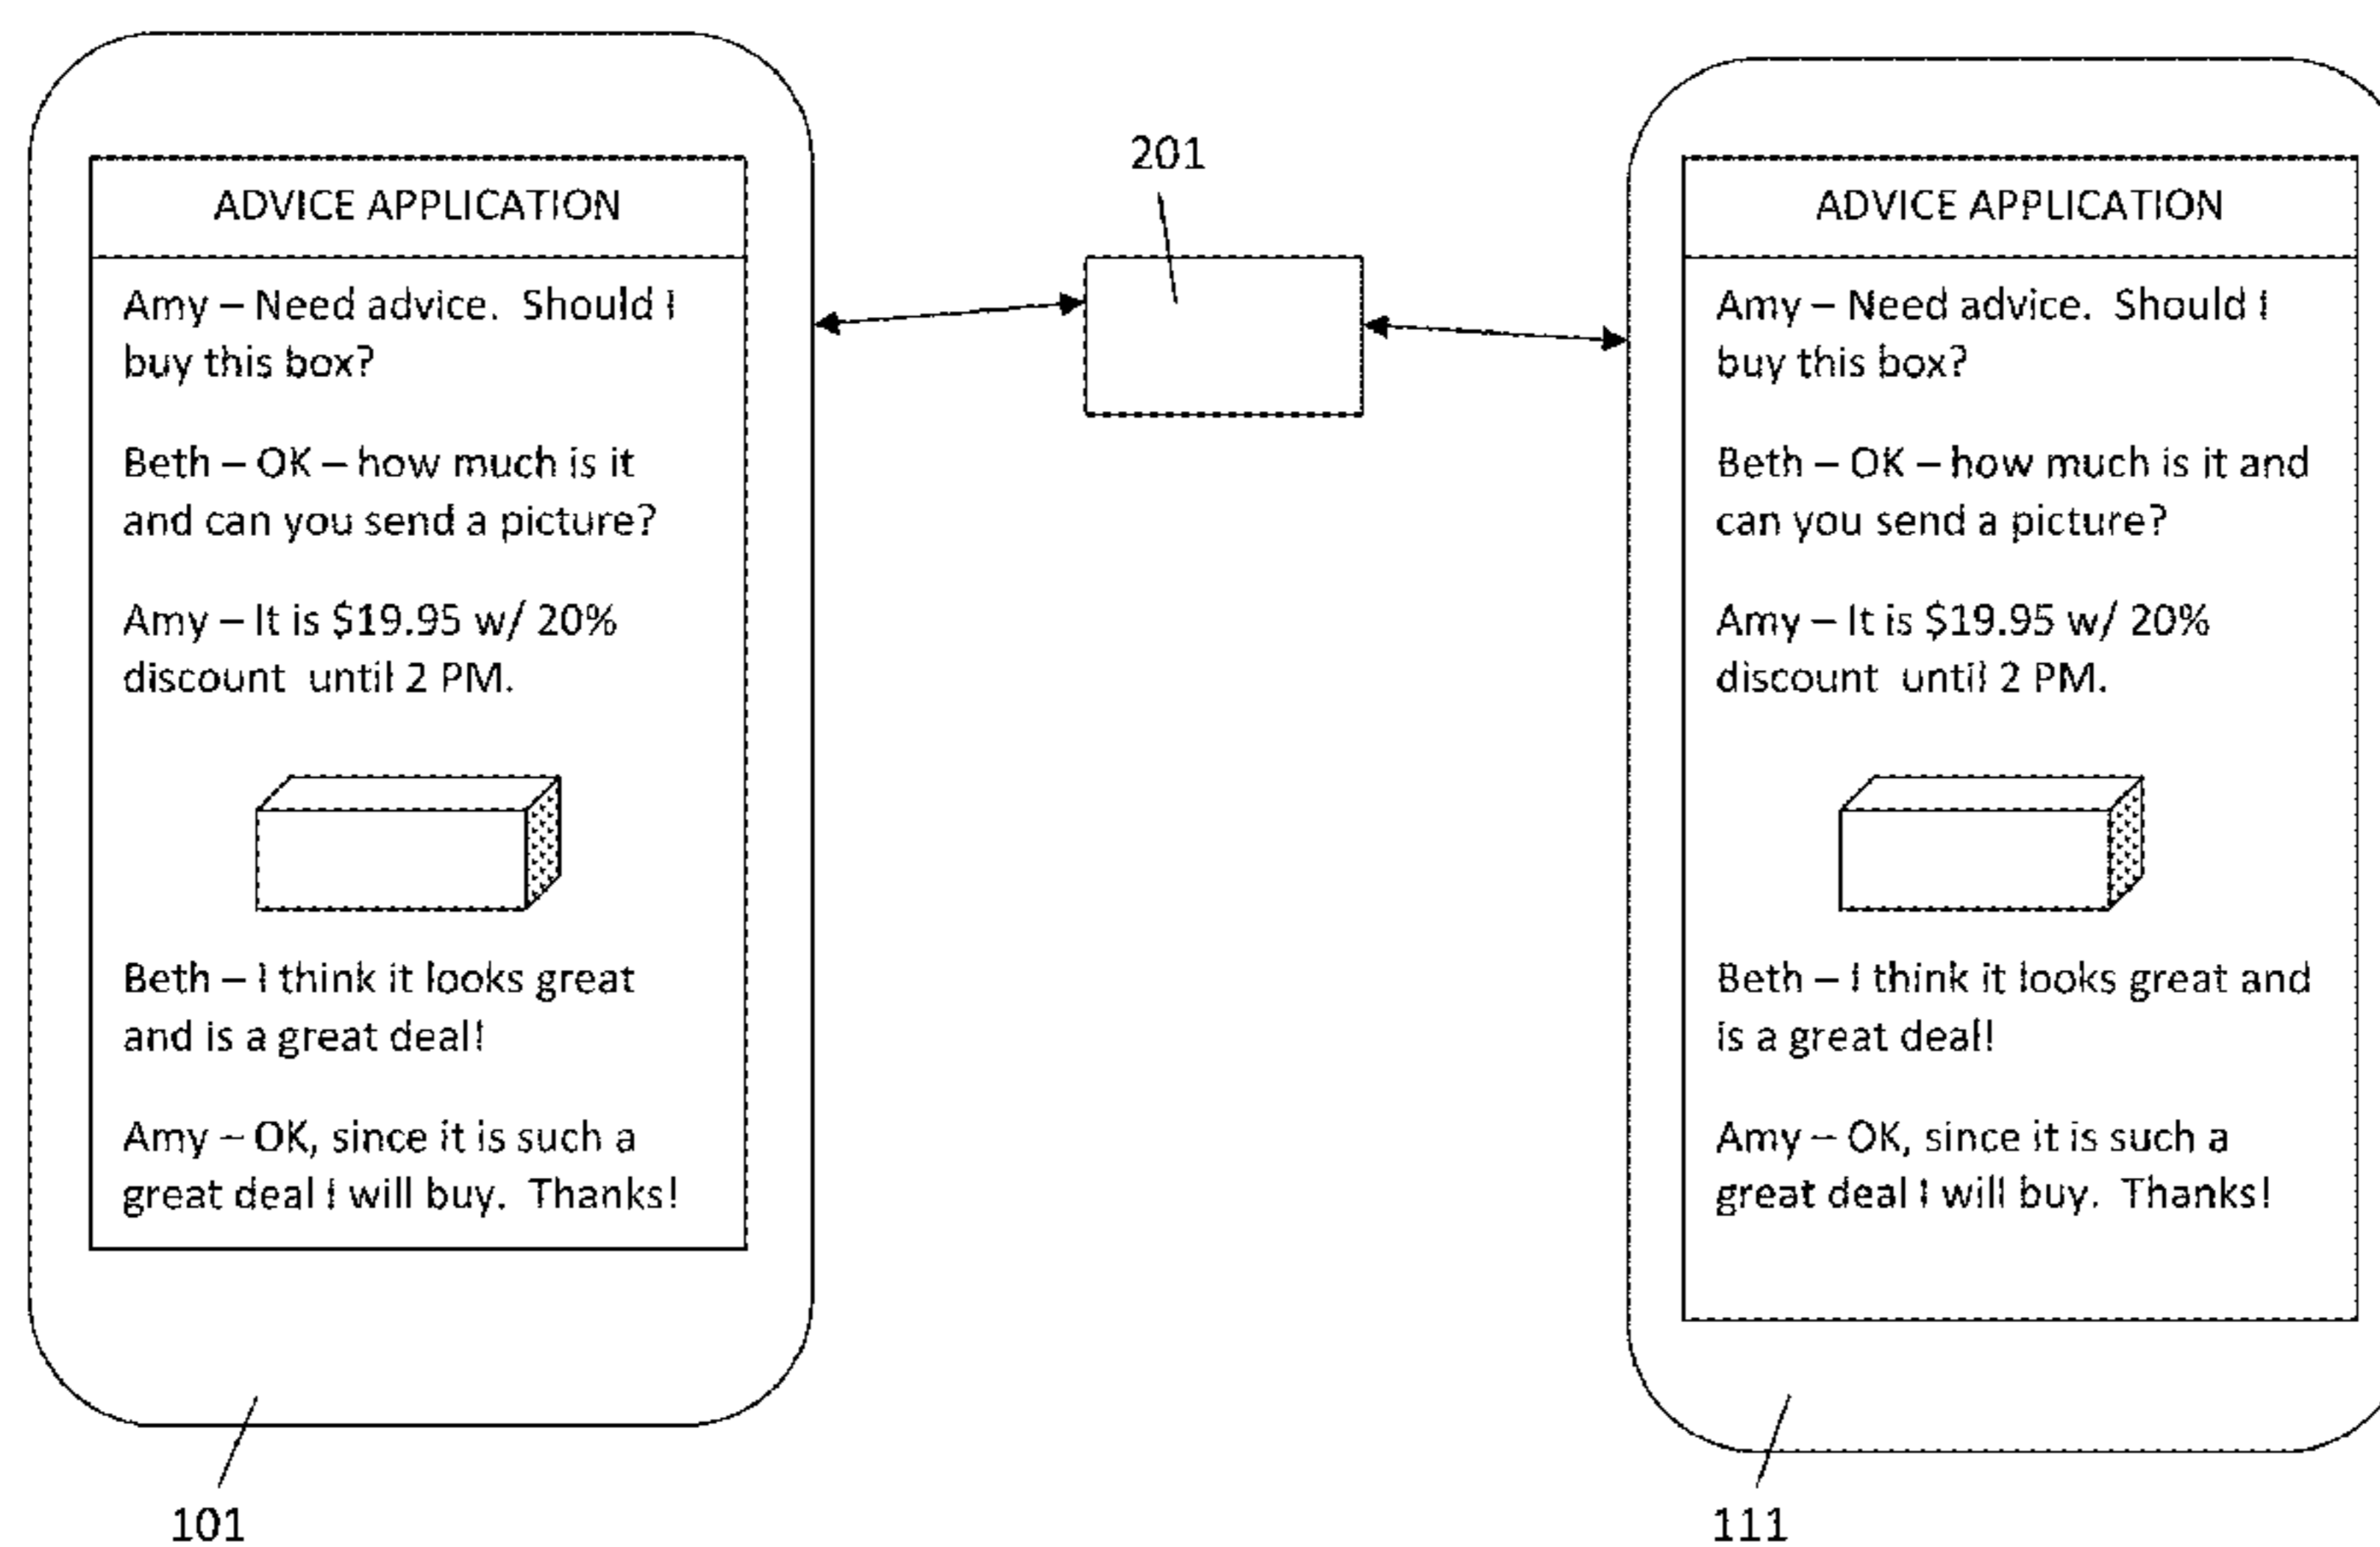 201
ADVICE APPLICATION
Amy – Need advice.  Should I
buy this box?
Beth – OK – how much is it
and can you send a picture?
Amy – It is $19.95 w/ 20%
discount  until 2 PM.
Beth – I think it looks great
and is a great deal!
Amy – OK, since it is such a
great deal I will buy.  Thanks!
101
ADVICE APPLICATION
Amy – Need advice.  Should I
buy this box?
Beth – OK – how much is it and
can you send a picture?
Amy – It is $19.95 w/ 20%
discount  until 2 PM.
Beth – I think it looks great and
is a great deal!
Amy – OK, since it is such a
great deal I will buy.  Thanks!
111